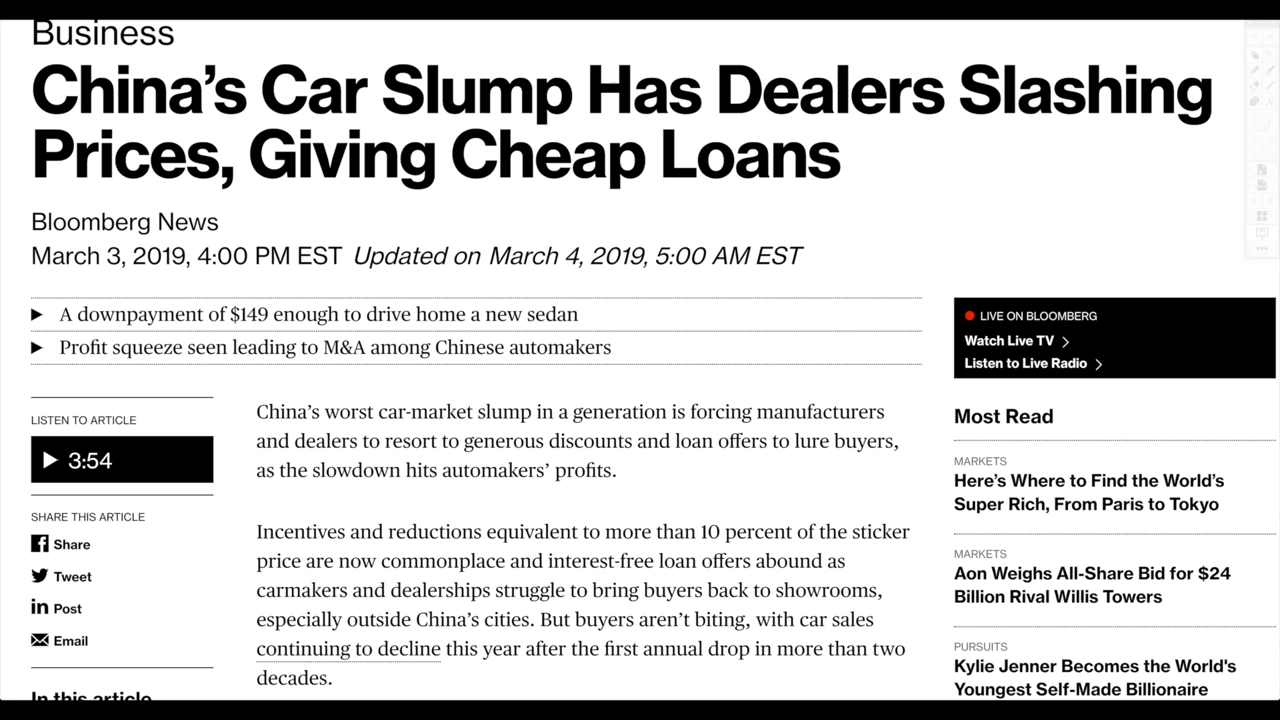 Business
China’s Car Slump Has Dealers Slashing
Prices, Giving Cheap Loans
Bloomberg News
March 3, 2019, 4:00 PM EST Updated on March 4, 2019, 5:00 AM EST
▶ A downpayment of $149 enough to drive home a new sedan
▶ Profit squeeze seen leading to M&A among Chinese automakers
LISTEN TO ARTICLE
3:54
SHARE THIS ARTICLE
Share
Tweet
Post
Email
In this article
China’s worst car-market slump in a generation is forcing manufacturers
and dealers to resort to generous discounts and loan offers to lure buyers,
as the slowdown hits automakers’ profits.
Incentives and reductions equivalent to more than 10 percent of the sticker
price are now commonplace and interest-free loan offers abound as
carmakers and dealerships struggle to bring buyers back to showrooms,
especially outside China’s cities. But buyers aren’t biting, with car sales
continuing to decline this year after the first annual drop in more than two
decades.
LIVE ON BLOOMBERG
Watch Live TV
Listen to Live Radio
Most Read
MARKETS
Here’s Where to Find the World’s
Super Rich, From Paris to Tokyo
MARKETS
Aon Weighs All-Share Bid for $24
Billion Rival Willis Towers
PURSUITS
Kylie Jenner Becomes the World's
Youngest Self-Made Billionaire